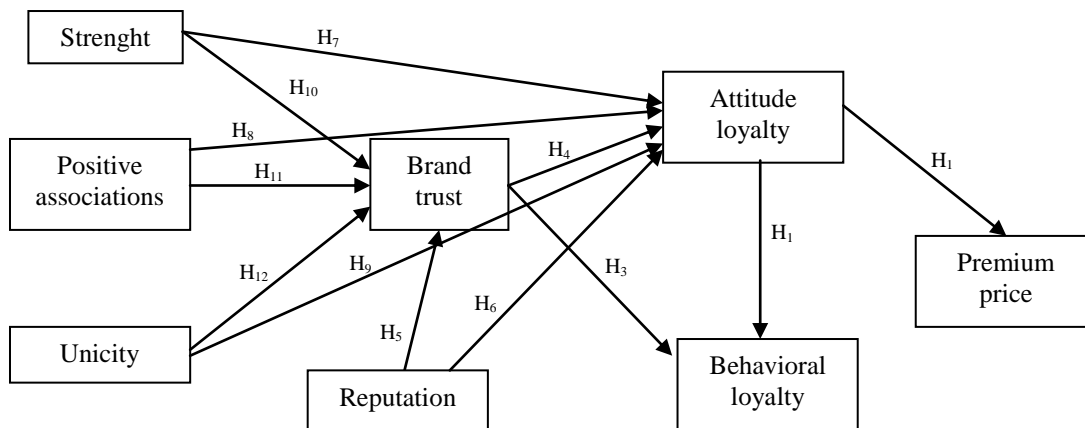 Strenght
H7
H10
Attitude
loyalty
H8
Positive
associations
H11
Brand
trust
H4
H1
H1
H12
H9
H3
Premium
price
Unicity
H5
H6
Reputation
Behavioral
loyalty